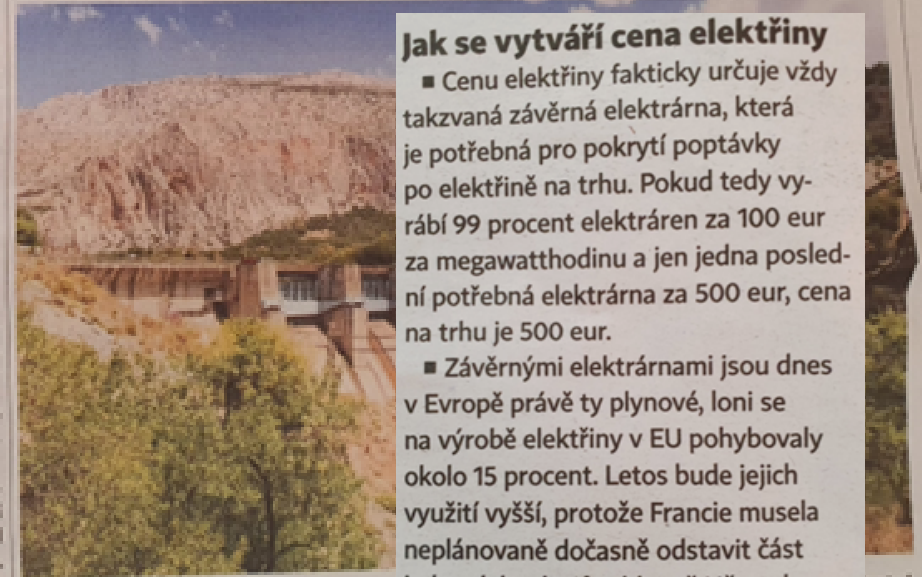 Jak se vytváří cena elektřiny
■ Cenu elektřiny fakticky určuje vždy
takzvaná závěrná elektrárna, která
je potřebná pro pokrytí poptávky
po elektřině na trhu. Pokud tedy vy-
rábí 99 procent elektráren za 100 eur
za megawatthodinu a jen jedna posled-
ní potřebná elektrárna za 500 eur, cena
na trhu je 500 eur.
■ Závěrnými elektrárnami jsou dnes
v Evropě právě ty plynové, loni se
na výrobě elektřiny v EU pohybovaly
okolo 15 procent. Letos bude jejich
využití vyšší, protože Francie musela
neplánovaně dočasně odstavit část